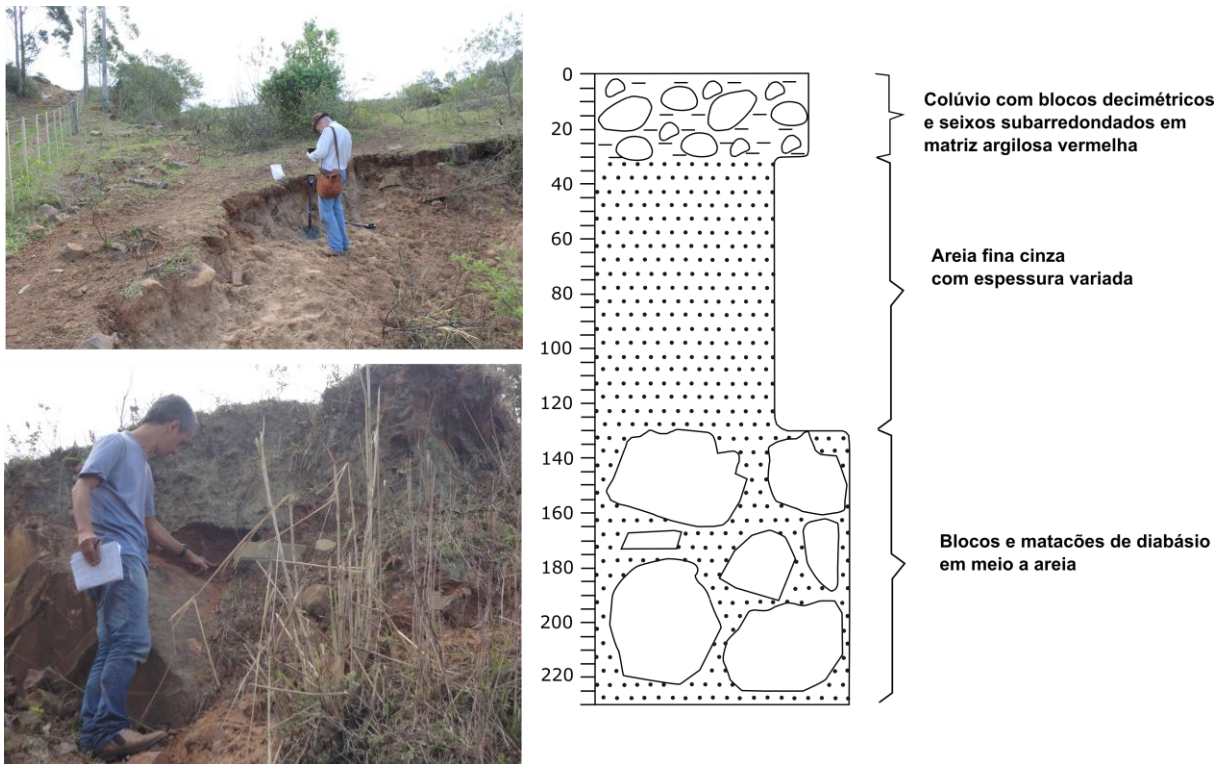 0
20
40
60
80
100
120
140
160
180
200
220
Colúvio com blocos decimétricos
e seixos subarredondados em
matriz argilosa vermelha
Areia fina cinza
com espessura variada
Blocos e matacões de diabásio
em meio a areia